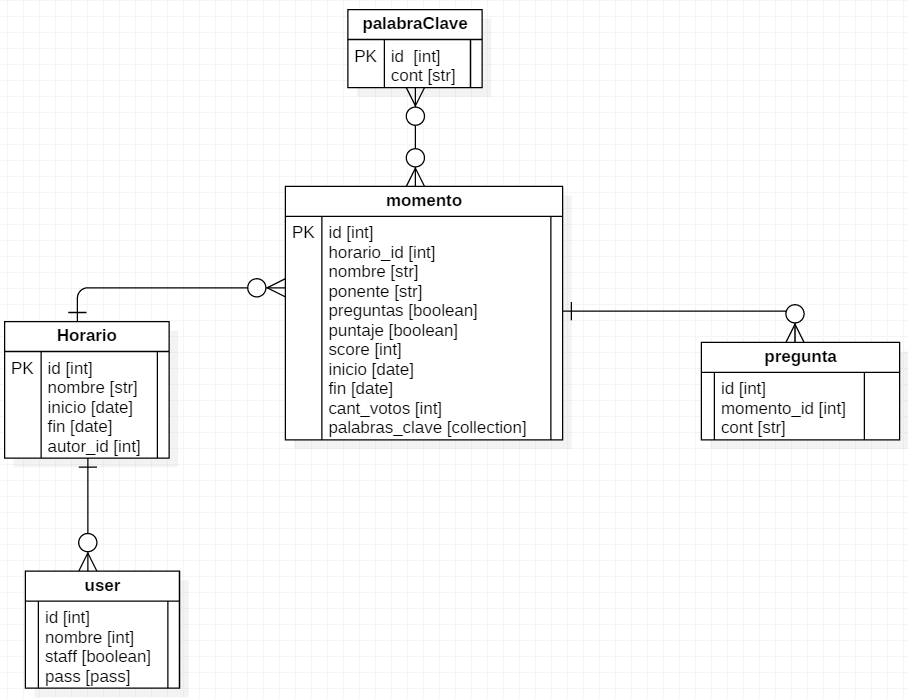 palabraClave
PK id [int]
cont [str]
momento
PK id [int]
horario_id [int]
nombre [str]
ponente [str]
preguntas [boolean]
puntaje [boolean]
score [int]
inicio [date]
fin [date]
cant_votos [int]
palabras_clave [collection]
Horario
PK id [int]
nombre [str]
inicio [date]
fin [date]
autor_id [int]
pregunta
id [int]
momento_id [int]
cont [str]
user
id [int]
nombre [int]
staff [boolean]
pass [pass]